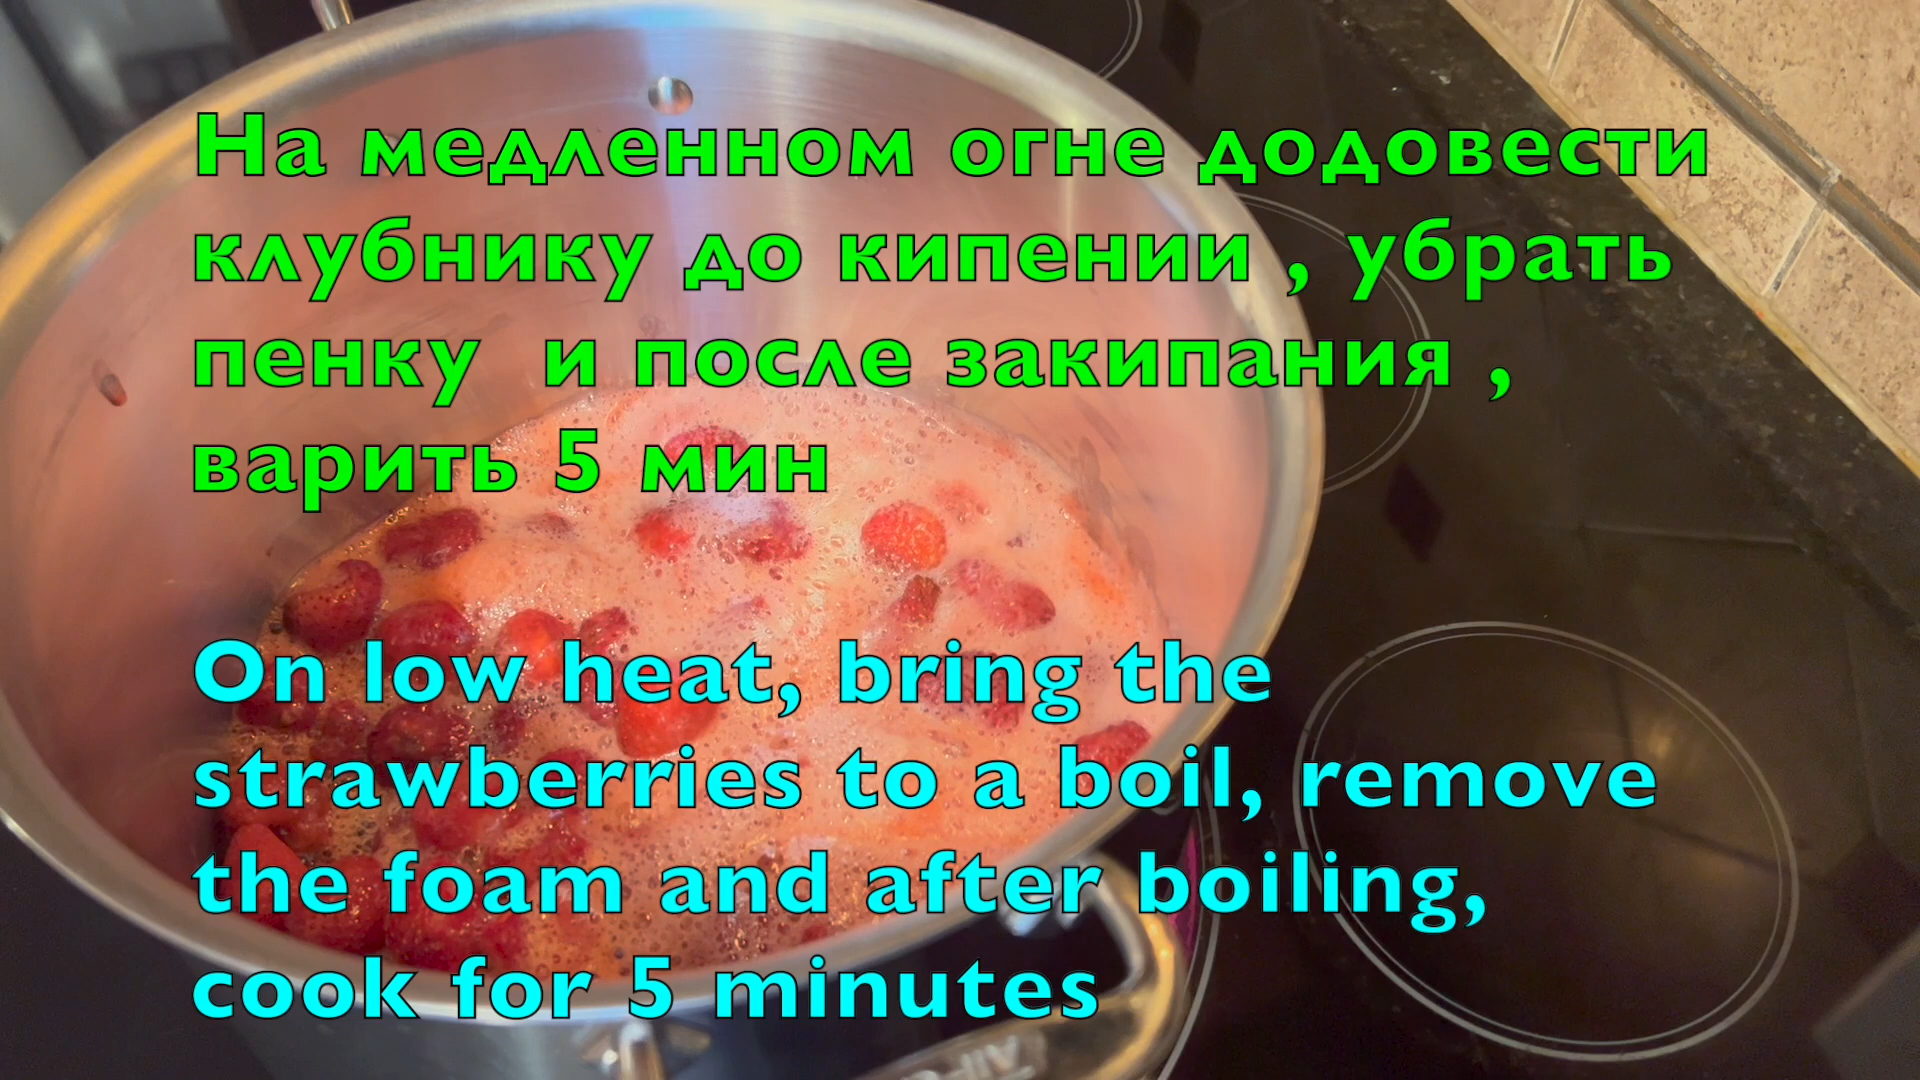 На медленном огне додовести
клубнику до кипении , убрать
пенку  и после закипания ,
варить 5 мин
On low heat, bring the
strawberries to a boil, remove
the foam and after boiling,
cook for 5 minutes